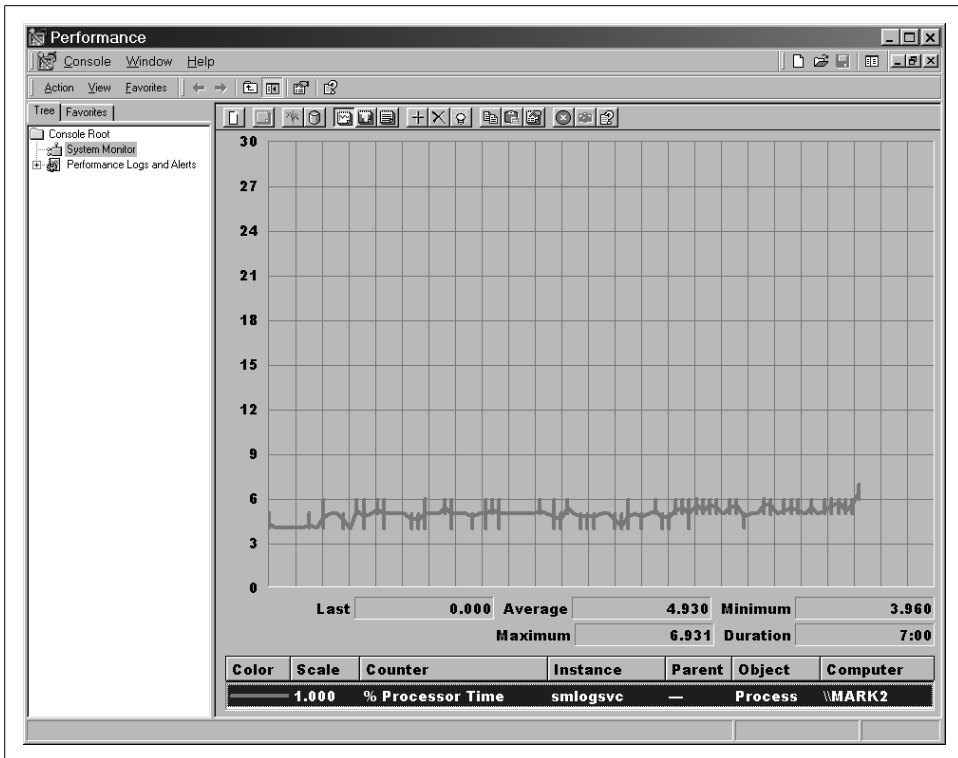 Performance
Console Window Help
Action View Favorites
Tree Favorites
Console Root
System Monitor
Performance Logs and Alerts
30
27
24
21
18
15
12
9
6
3
0
Last 0.000 Average 4.930 Minimum 3.960
Maximum 6.931 Duration 7:00
Color Scale Counter Instance Parent Object Computer
1.000 % Processor Time smlogsvc — Process \\MARK2